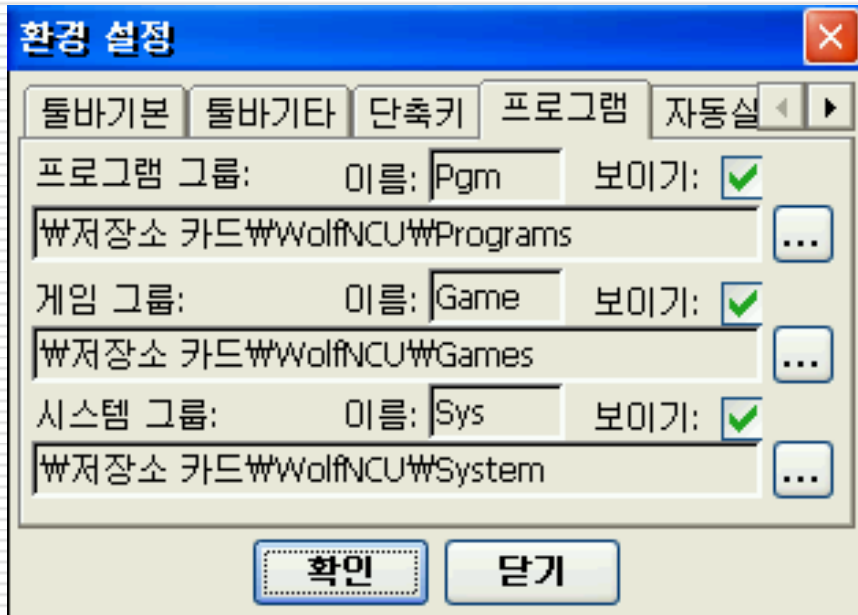 환경 설정
툴바기본 툴바기타 단축키 프로그램 자동실
프로그램 그룹: 이름: Pgm 보이기:
₩저장소 카드₩WolfNCU₩Programs ...
게임 그룹: 이름: Game 보이기:
₩저장소 카드₩WolfNCU₩Games ...
시스템 그룹: 이름: Sys 보이기:
₩저장소 카드₩WolfNCU₩System ...
확인 닫기